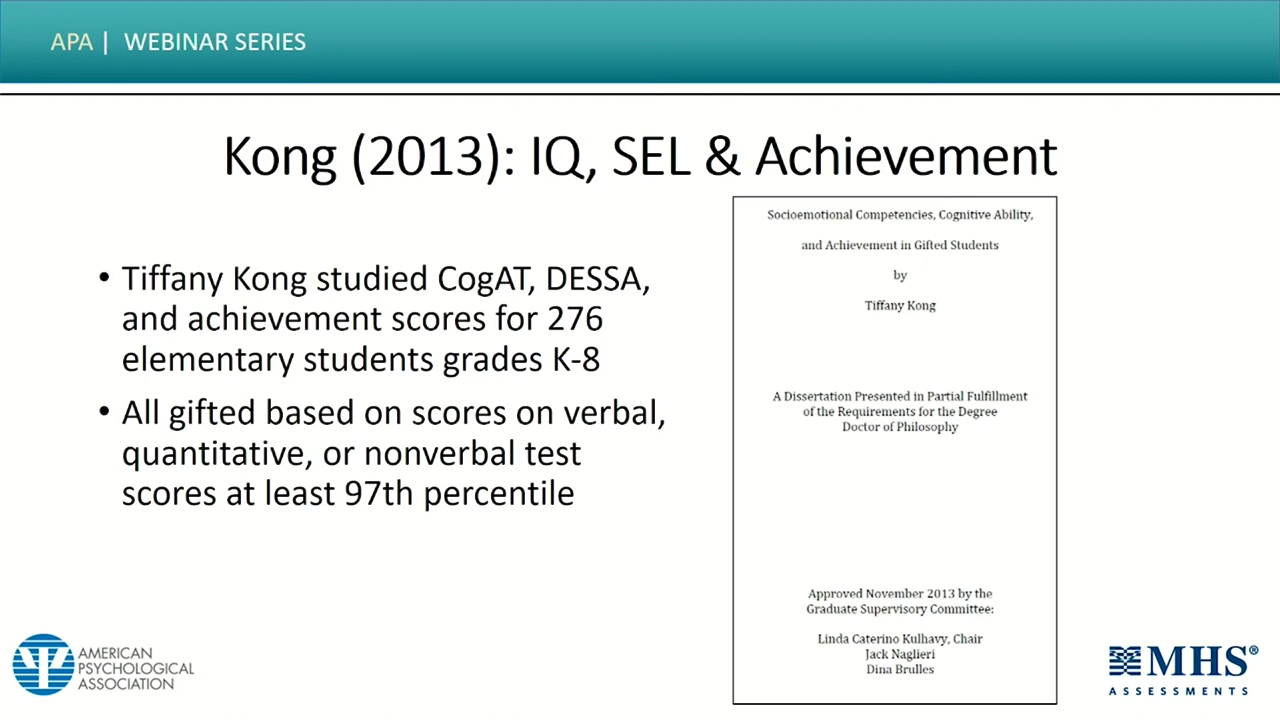 APA | WEBINAR SERIES
Kong (2013): IQ, SEL & Achievement
• Tiffany Kong studied CogAT, DESSA,
and achievement scores for 276
elementary students grades K-8
• All gifted based on scores on verbal,
quantitative, or nonverbal test
scores at least 97th percentile
Socioemotional Competencies, Cognitive Ability,
and Achievement in Gifted Students
by
Tiffany Kong
A Dissertation Presented in Partial Fulfillment
of the Requirements for the Degree
Doctor of Philosophy
Approved November 2013 by the
Graduate Supervisory Committee:
Linda Caterino Kulhavy, Chair
Jack Naglieri
Dina Brulles
AMERICAN
PSYCHOLOGICAL
ASSOCIATION
MHS®
ASSESSMENTS